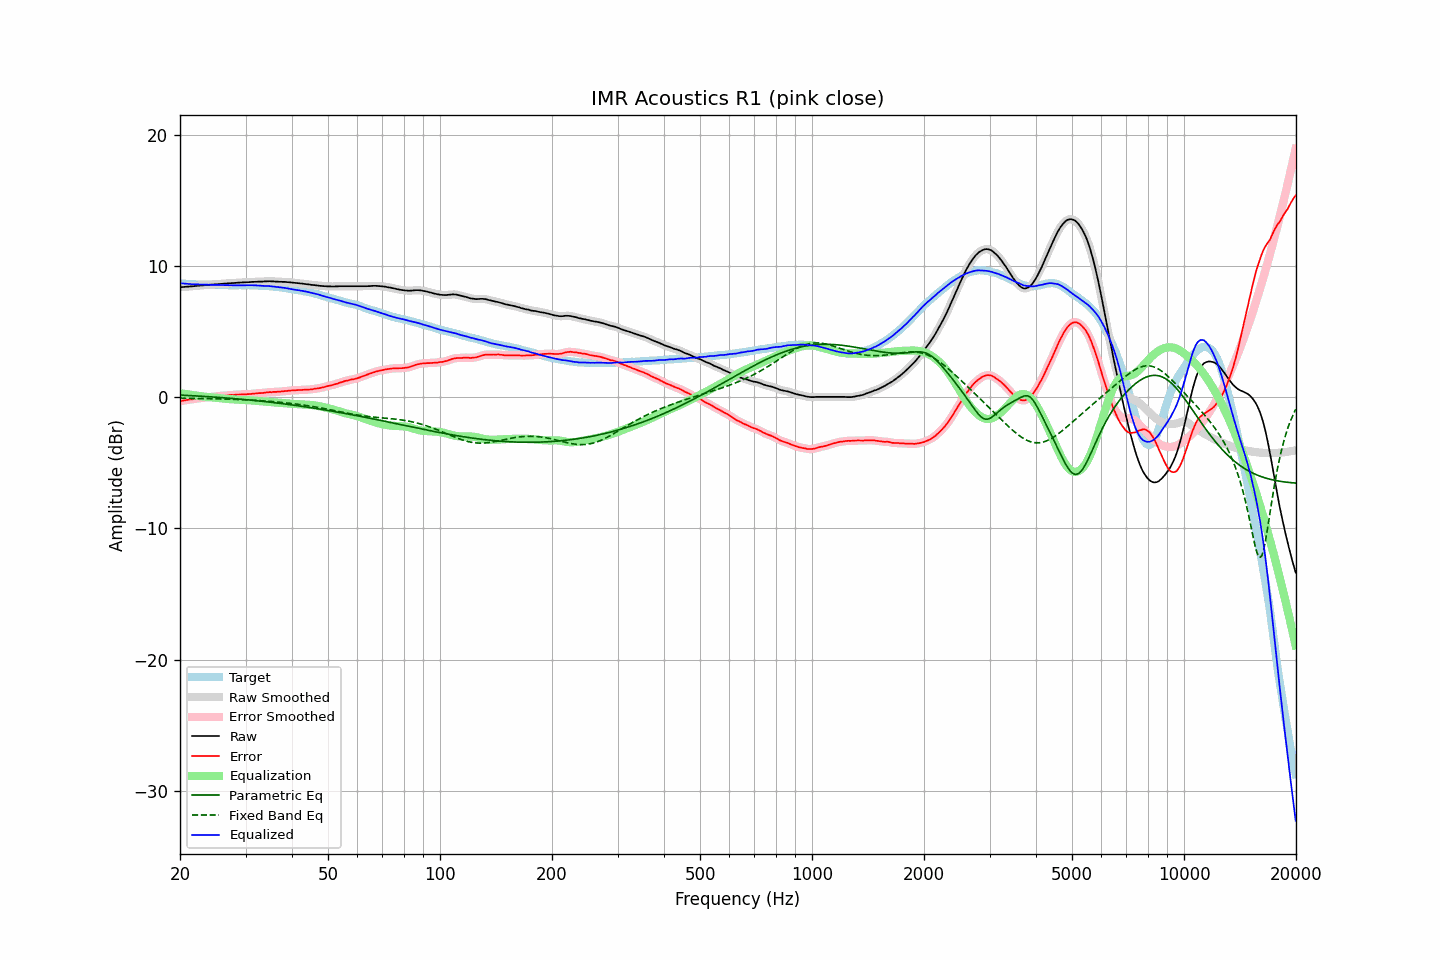 IMR Acoustics R1 (pink close)
20
10
0
−10
−20
−30
Amplitude (dBr)
Target
Raw Smoothed
Error Smoothed
Raw
Error
Equalization
Parametric Eq
Fixed Band Eq
Equalized
20 50 100 200 500 1000 2000 5000 10000 20000
Frequency (Hz)